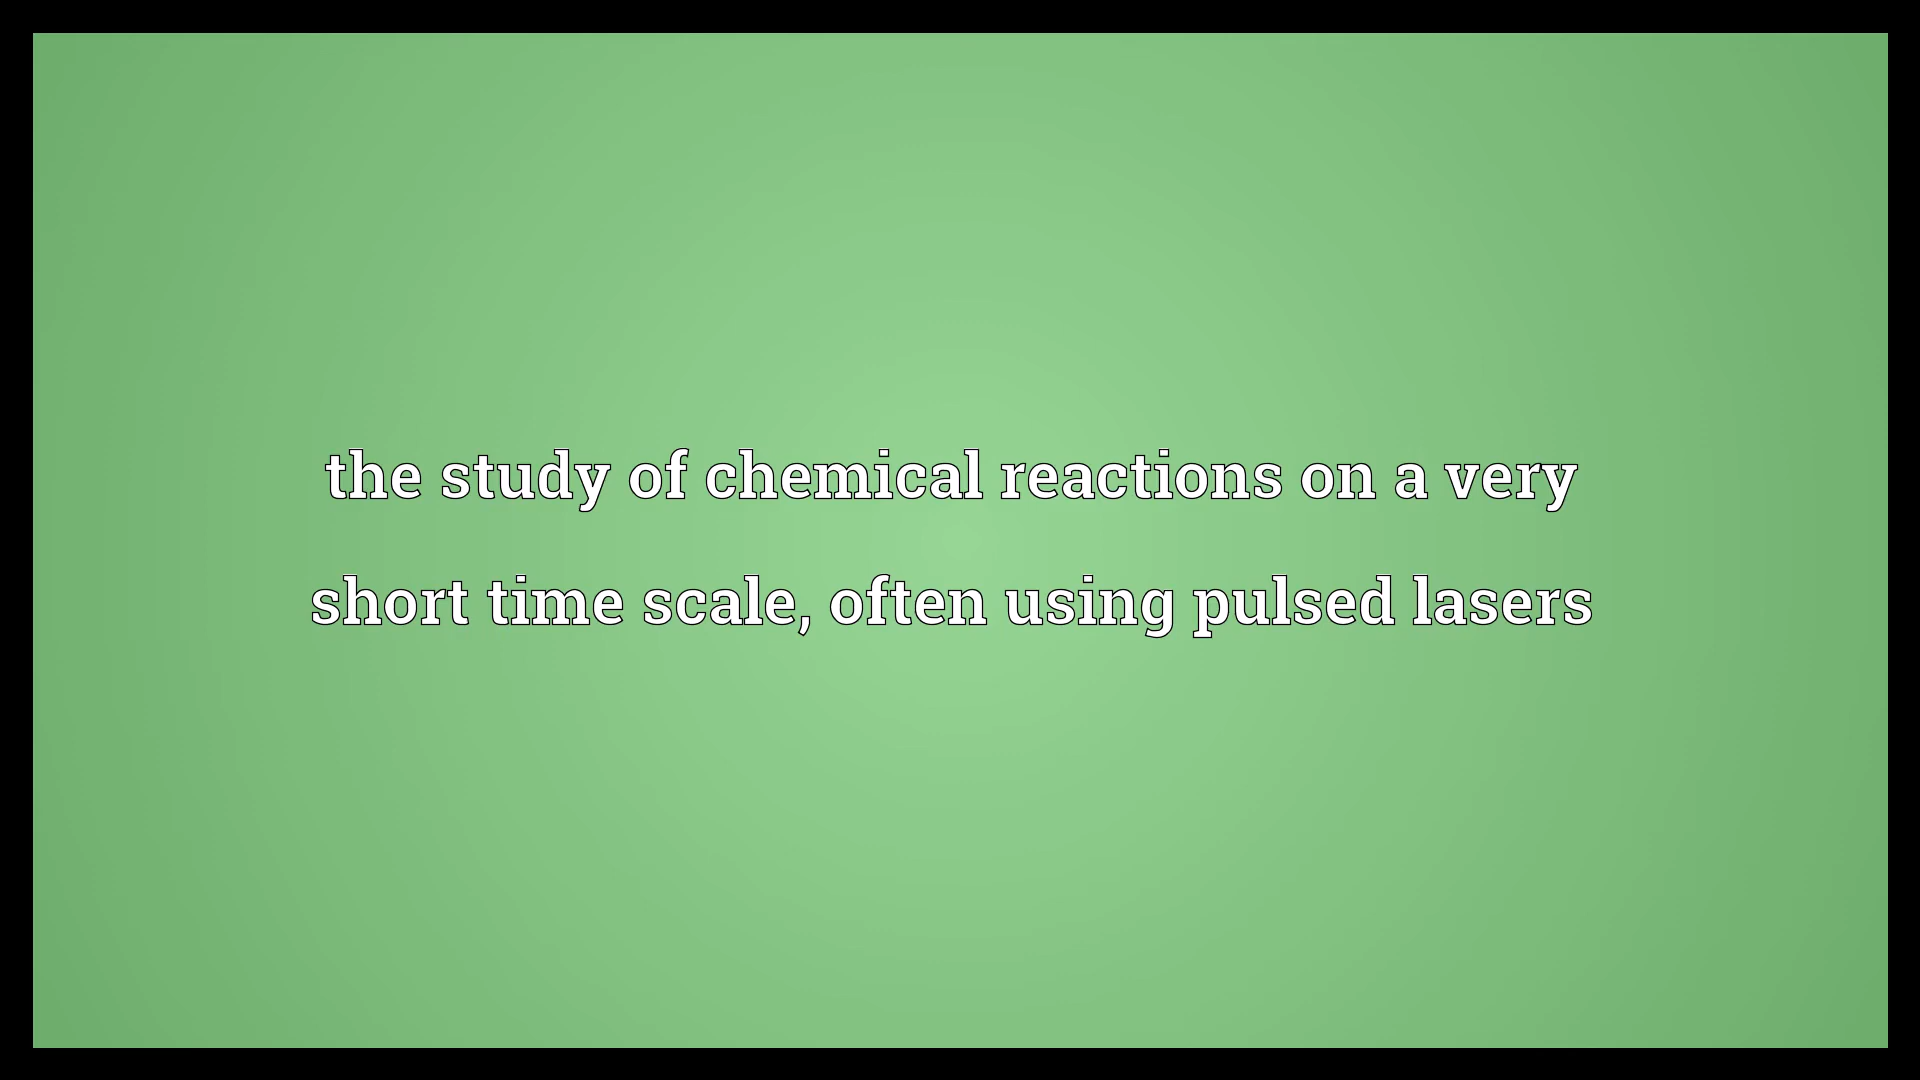 the study of chemical reactions on a very
short time scale, often using pulsed lasers